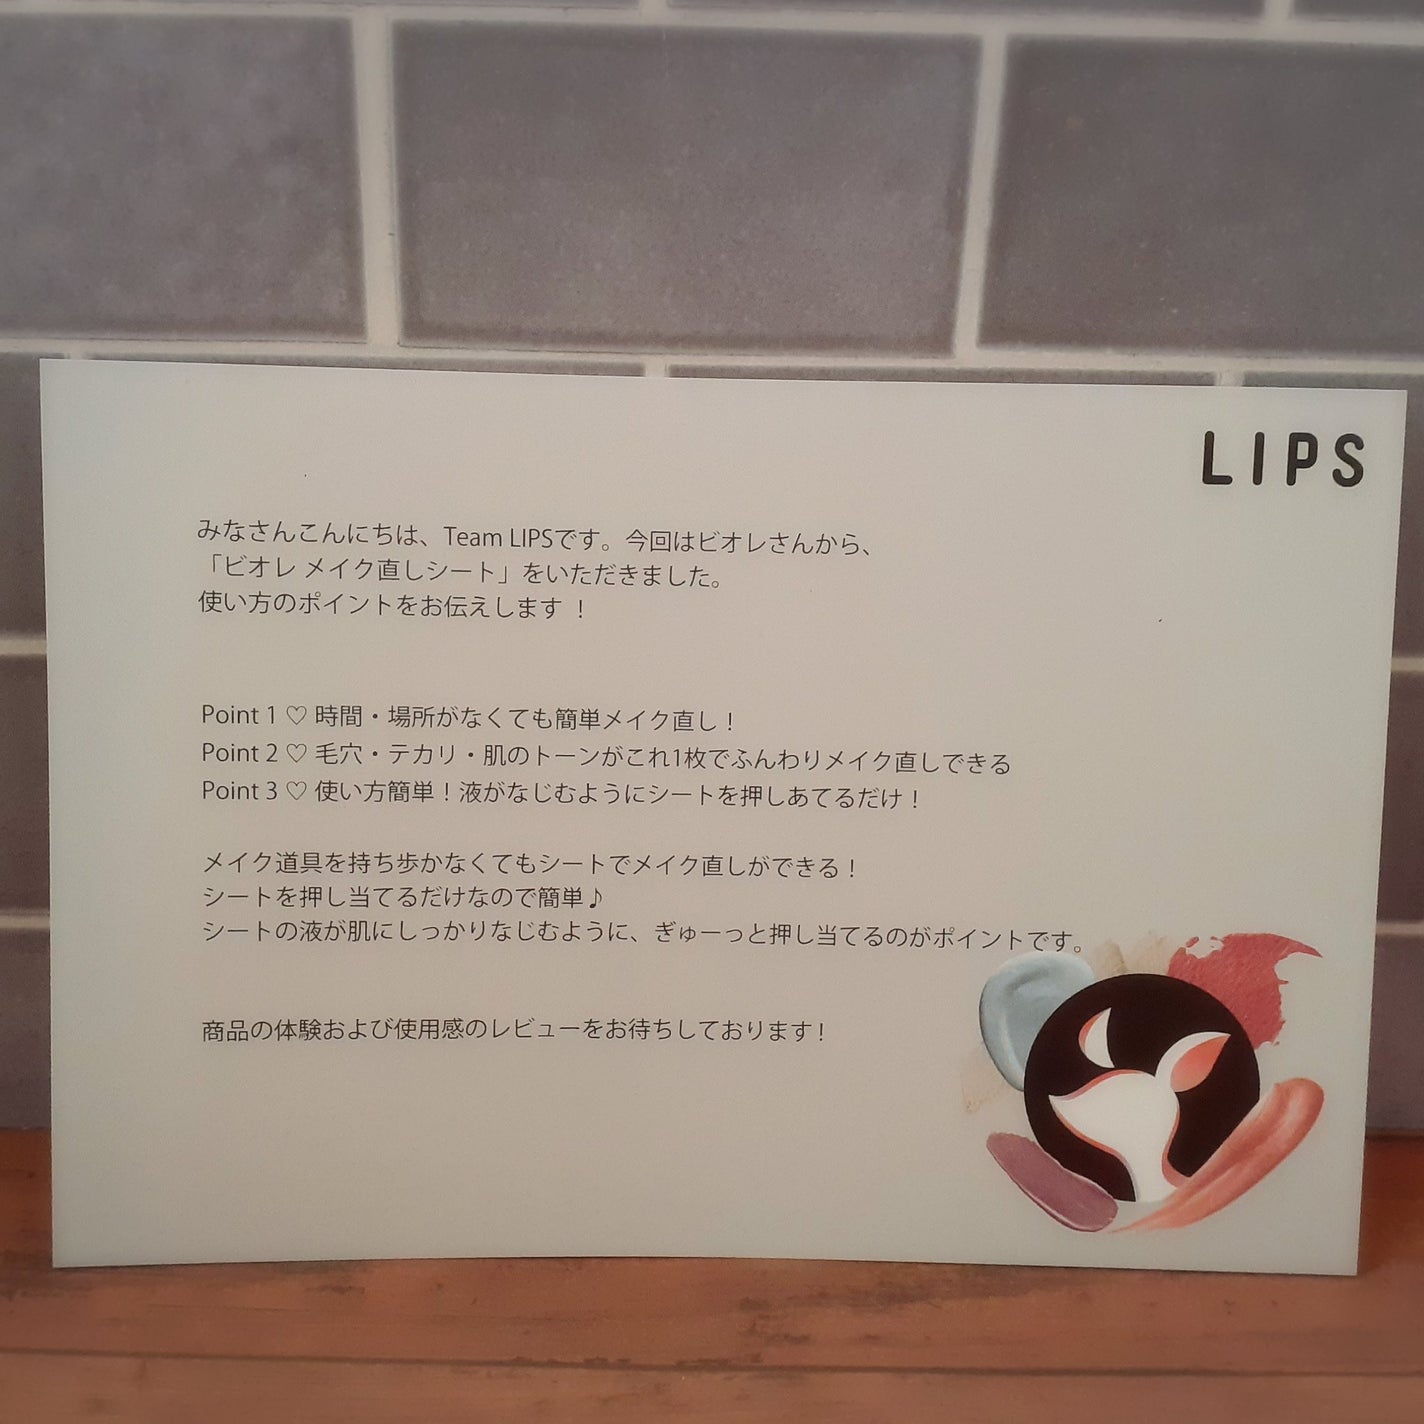 LIPS
みなさんこんにちは、Team LIPSです。今回はビオレさんから、
「ビオレ メイク直しシート」をいただきました。
使い方のポイントをお伝えします ！
Point 1 ♡ 時間・場所がなくても簡単メイク直し！
Point 2 ♡ 毛穴・テカリ・肌のトーンがこれ1枚でふんわりメイク直しできる
Point 3 ♡ 使い方簡単！液がなじむようにシートを押しあてるだけ！
メイク道具を持ち歩かなくてもシートでメイク直しができる！
シートを押し当てるだけなので簡単♪
シートの液が肌にしっかりなじむように、ぎゅーっと押し当てるのがポイントです。
商品の体験および使用感のレビューをお待ちしております！